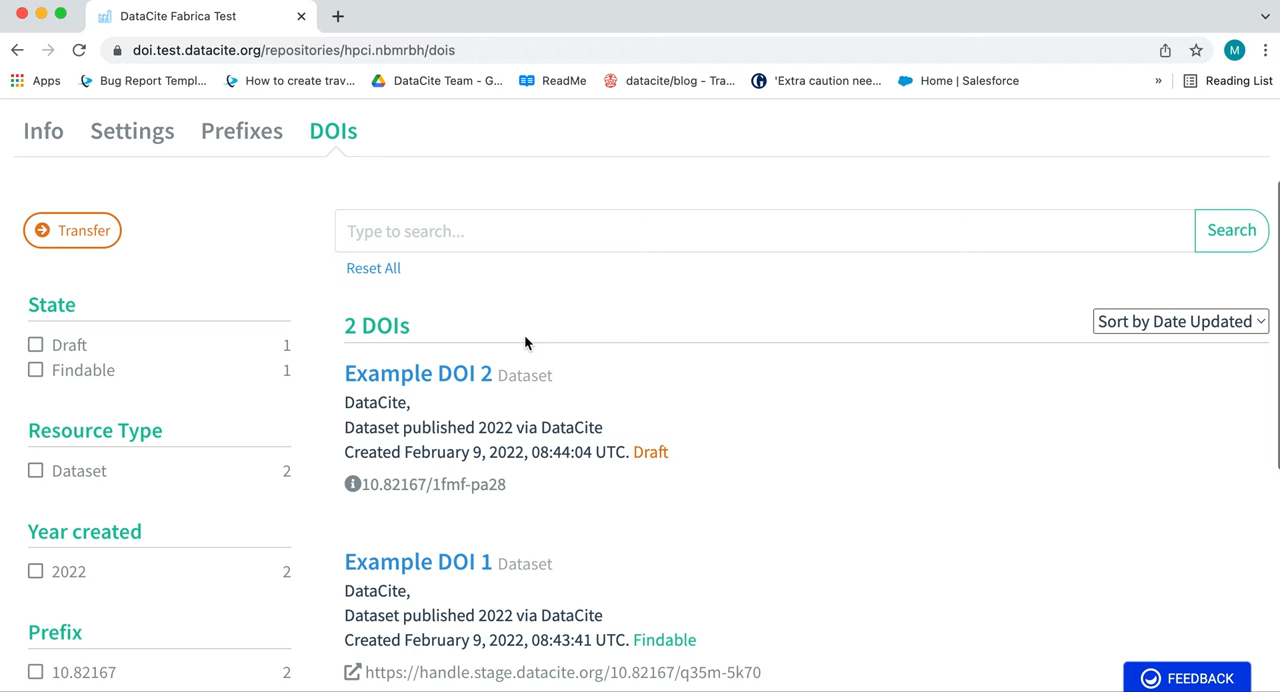 DataCite Fabrica Test
doi.test.datacite.org/repositories/hpci.nbmrbh/dois
M
Apps
Bug Report Templ...
How to create trav...
DataCite Team - G...
ReadMe
datacite/blog - Tra...
'Extra caution nee...
Home | Salesforce
»
Reading List
Info Settings Prefixes DOIs
Transfer
Type to search...
Search
Reset All
State
Draft 1
Findable 1
Resource Type
Dataset 2
Year created
2022 2
Prefix
10.82167 2
2 DOIs
Sort by Date Updated
Example DOI 2 Dataset
DataCite,
Dataset published 2022 via DataCite
Created February 9, 2022, 08:44:04 UTC. Draft
10.82167/1fmf-pa28
Example DOI 1 Dataset
DataCite,
Dataset published 2022 via DataCite
Created February 9, 2022, 08:43:41 UTC. Findable
https://handle.stage.datacite.org/10.82167/q35m-5k70
FEEDBACK